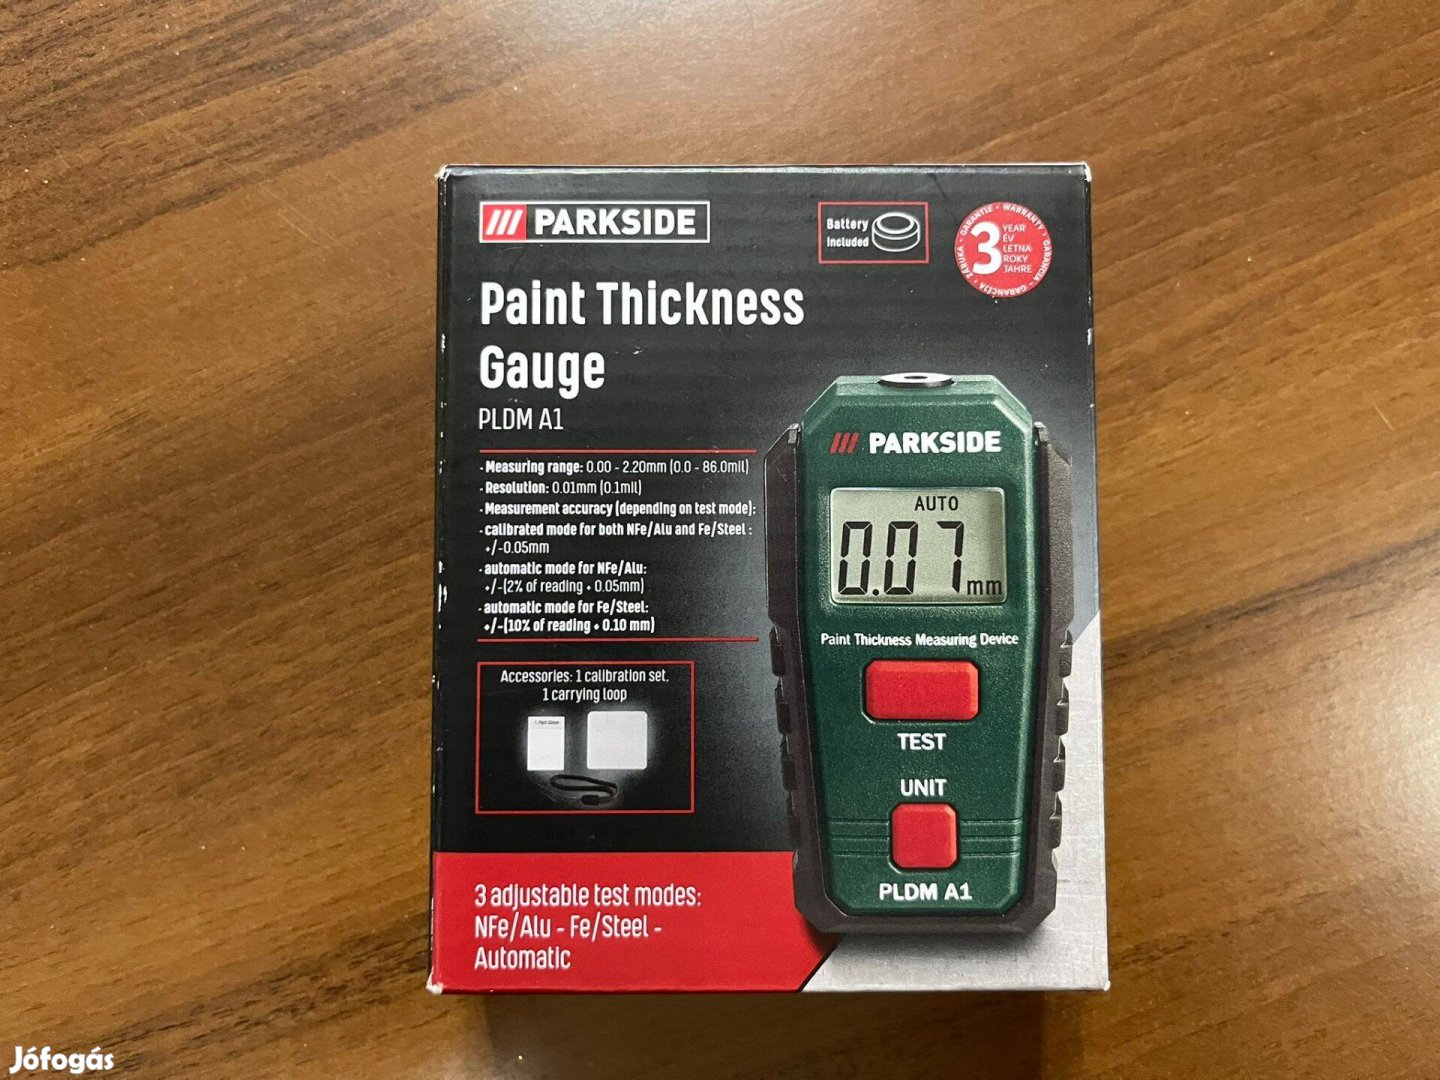 PARKSIDE
Battery
included
GARANTIE • WARRANTY • GARANCIA • GARANCIJA • ZÁRUKA
3
YEAR
ÉV
LETNA
ROKY
JAHRE
Paint Thickness
Gauge
PLDM A1
• Measuring range: 0.00 - 2.20mm (0.0 - 86.0mil)
• Resolution: 0.01mm (0.1mil)
• Measurement accuracy (depending on test mode):
• calibrated mode for both NFe/Alu and Fe/Steel :
+/-0.05mm
• automatic mode for NFe/Alu:
+/-(2% of reading + 0.05mm)
• automatic mode for Fe/Steel:
+/-(10% of reading + 0.10 mm)
Accessories: 1 calibration set,
1 carrying loop
3 adjustable test modes:
NFe/Alu - Fe/Steel -
Automatic
PARKSIDE
AUTO
0.07 mm
Paint Thickness Measuring Device
TEST
UNIT
PLDM A1
Jófogás